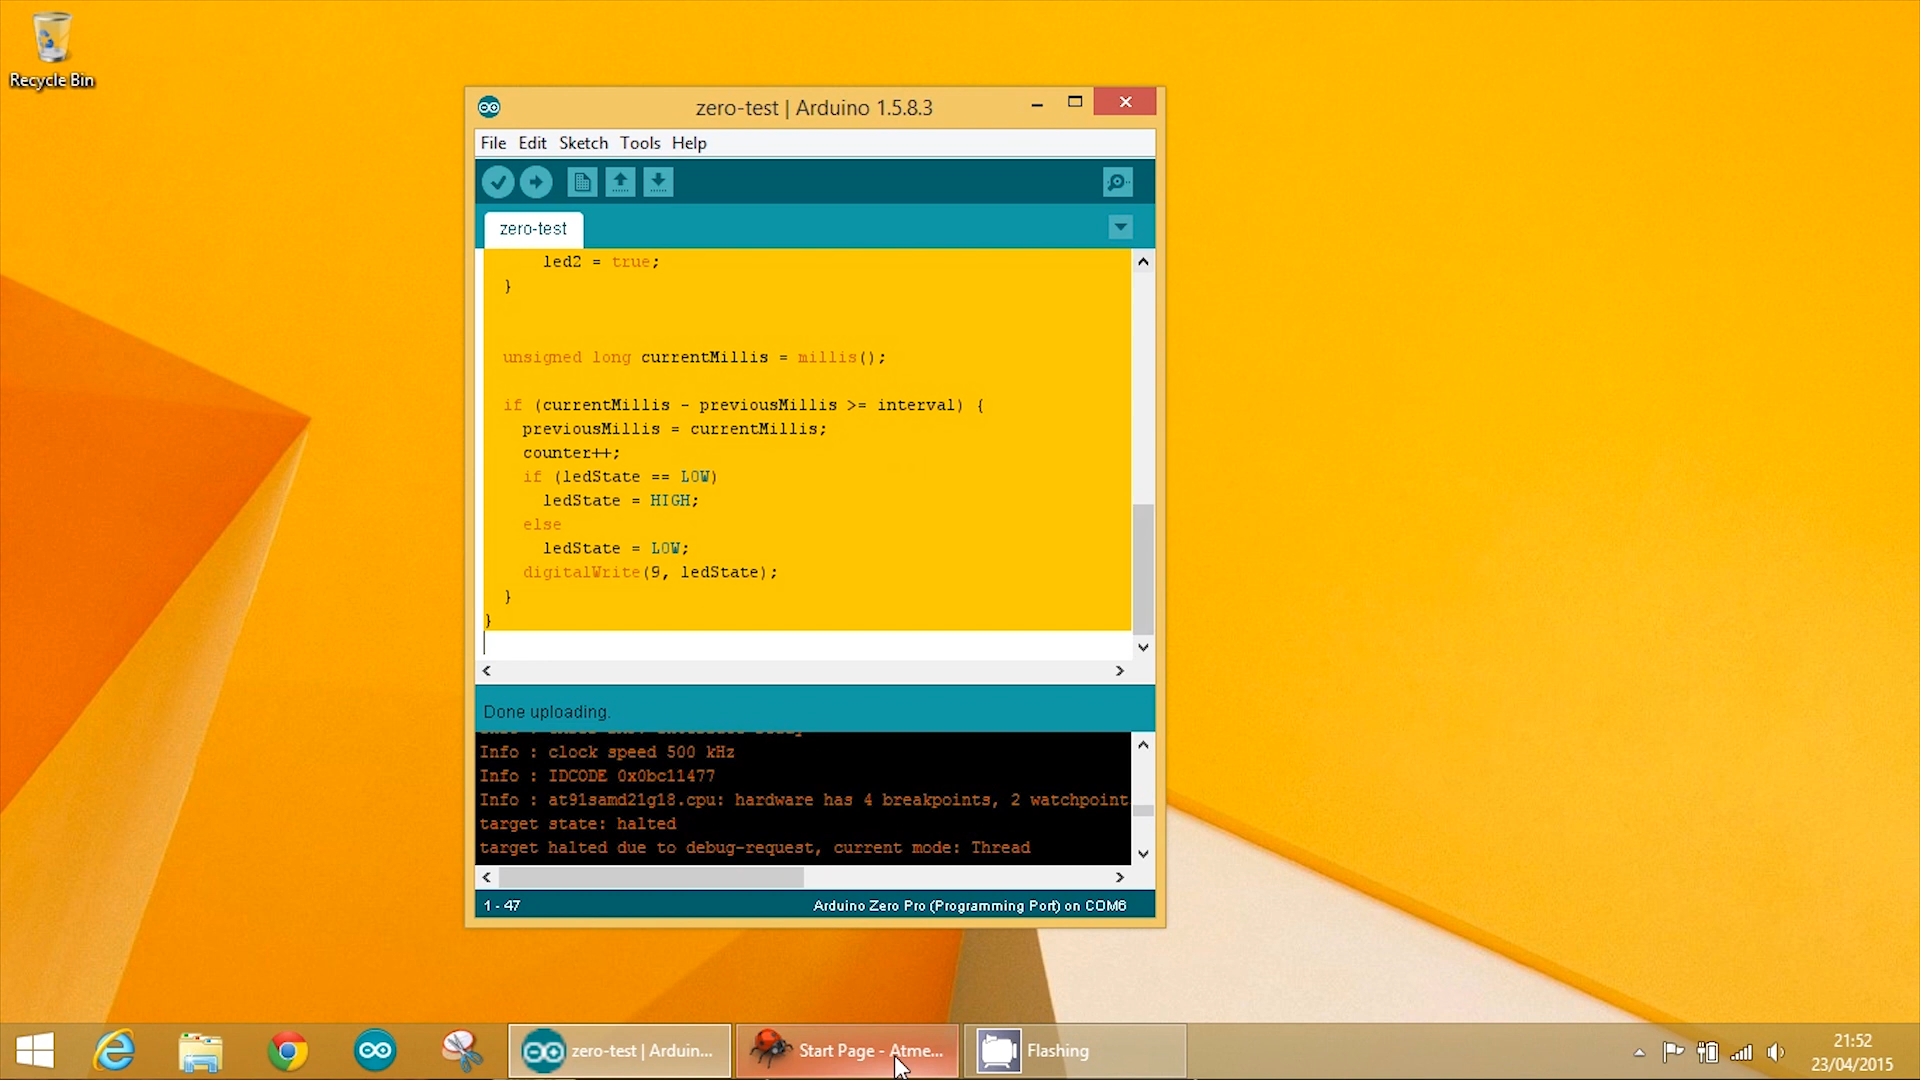 Recycle Bin
zero-test | Arduino 1.5.8.3
File Edit Sketch Tools Help
zero-test
led2 = true;
}
unsigned long currentMillis = millis();
if (currentMillis - previousMillis >= interval) {
previousMillis = currentMillis;
counter++;
if (ledState == LOW)
ledState = HIGH;
else
ledState = LOW;
digitalWrite(9, ledState);
}
}
Done uploading.
Info : clock speed 500 kHz
Info : IDCODE 0x0bc11477
Info : at91samd21g18.cpu: hardware has 4 breakpoints, 2 watchpoint
target state: halted
target halted due to debug-request, current mode: Thread
1 - 47
Arduino Zero Pro (Programming Port) on COM6
zero-test | Arduin...
Start Page - Atme...
Flashing
21:52
23/04/2015